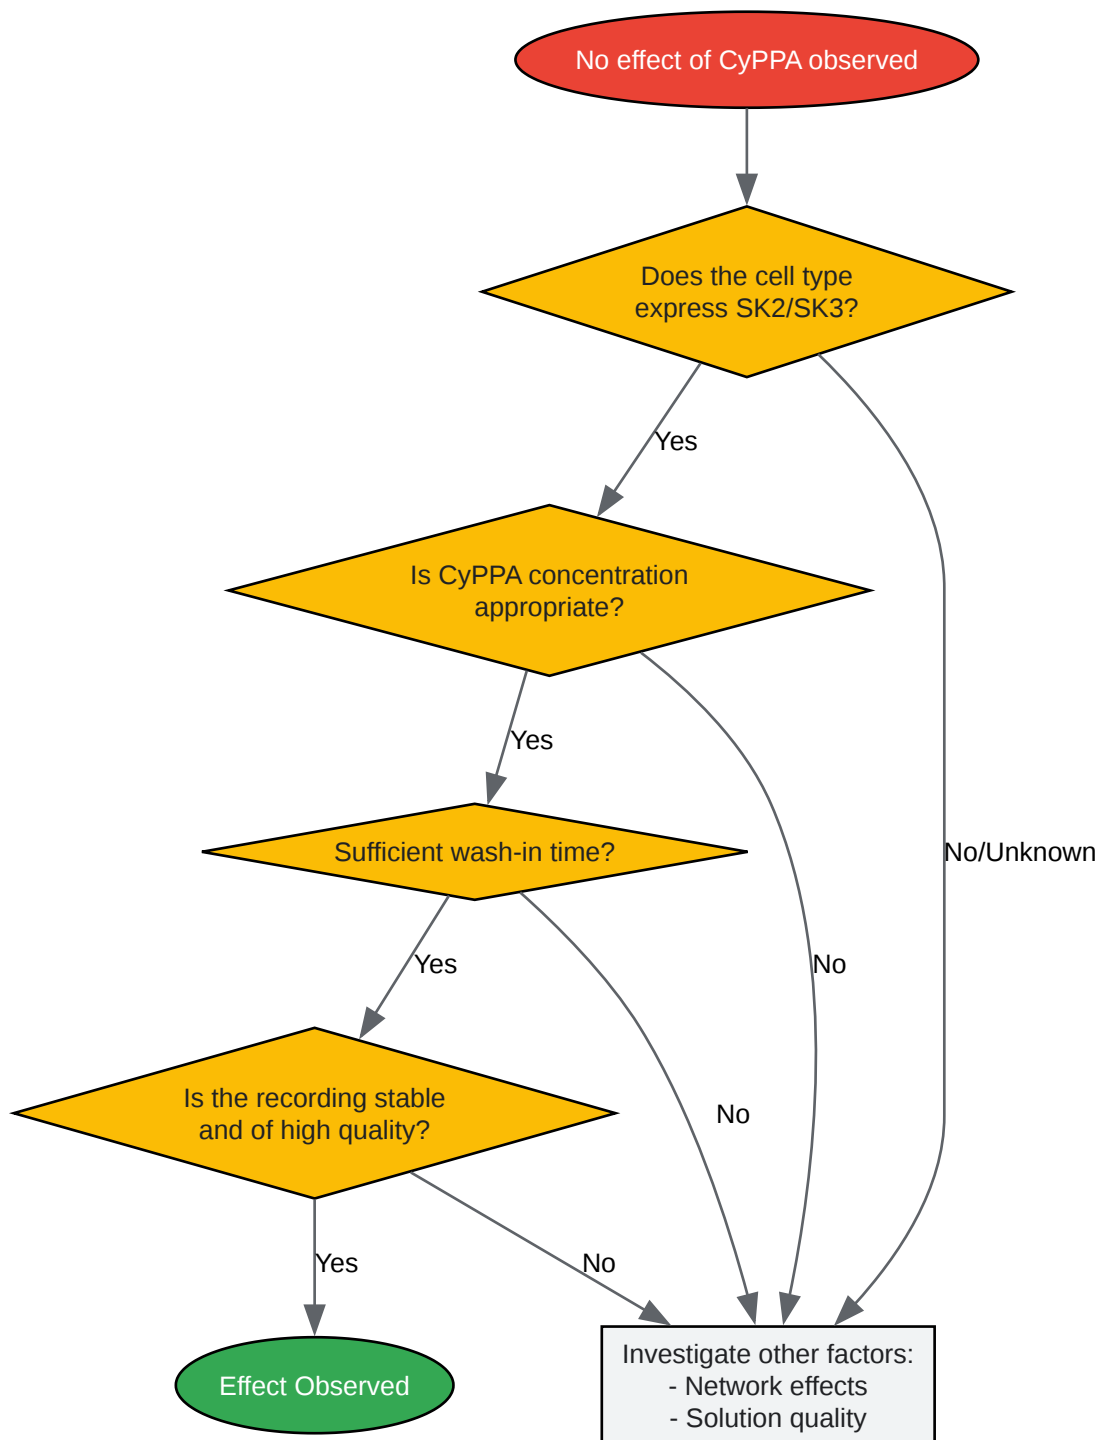 No effect of CyPPA observed
Does the cell type
express SK2/SK3?
Yes
Is CyPPA concentration
appropriate?
Yes
Sufficient wash-in time?
No/Unknown
Yes
No
Is the recording stable
and of high quality?
No
Yes
No
Effect Observed
Investigate other factors:
- Network effects
- Solution quality